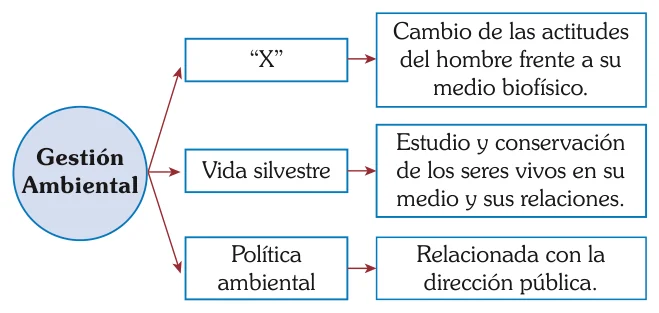 Gestión
Ambiental
“X”
Cambio de las actitudes
del hombre frente a su
medio biofísico.
Vida silvestre
Estudio y conservación
de los seres vivos en su
medio y sus relaciones.
Política
ambiental
Relacionada con la
dirección pública.